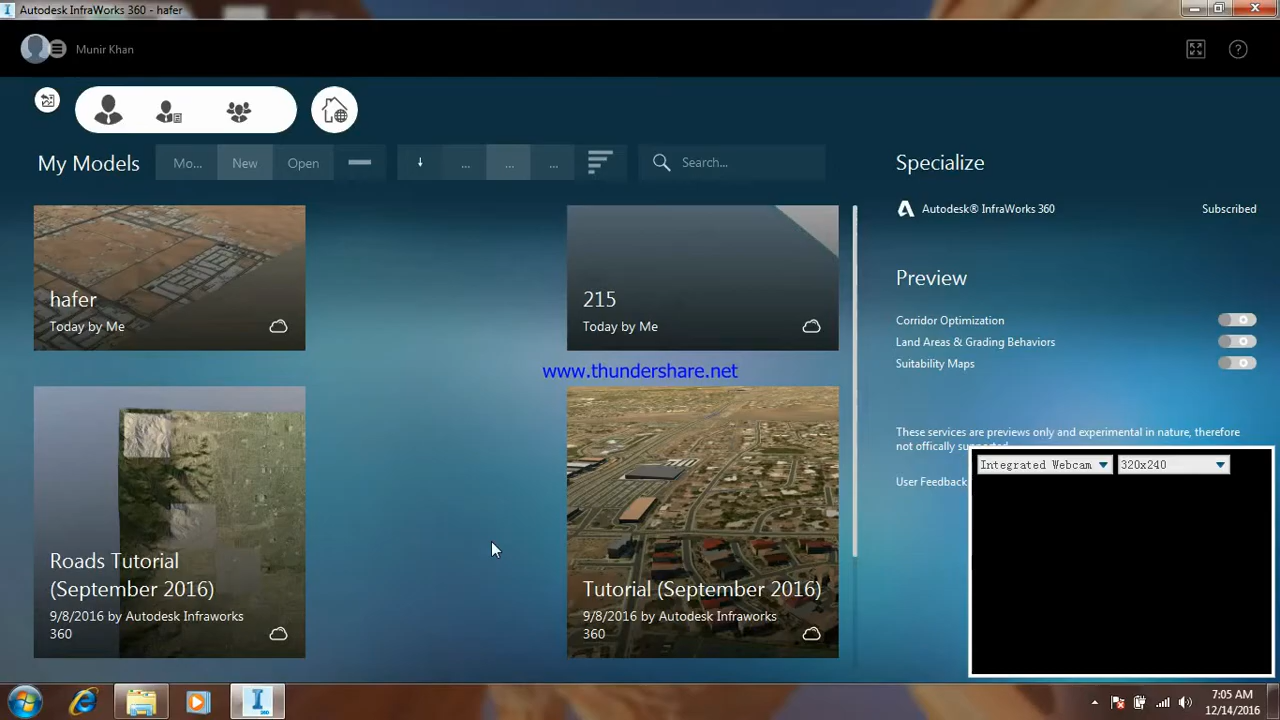 Autodesk InfraWorks 360 - hafer
Munir Khan
My Models
Mo...
New
Open
...
...
...
Search...
Specialize
Autodesk® InfraWorks 360
Subscribed
hafer
Today by Me
215
Today by Me
Preview
Corridor Optimization
Land Areas & Grading Behaviors
Suitability Maps
www.thundershare.net
These services are previews only and experimental in nature, therefore
not offically supported.
User Feedback
Integrated Webcam
320x240
Roads Tutorial
(September 2016)
9/8/2016 by Autodesk Infraworks
360
Tutorial (September 2016)
9/8/2016 by Autodesk Infraworks
360
7:05 AM
12/14/2016